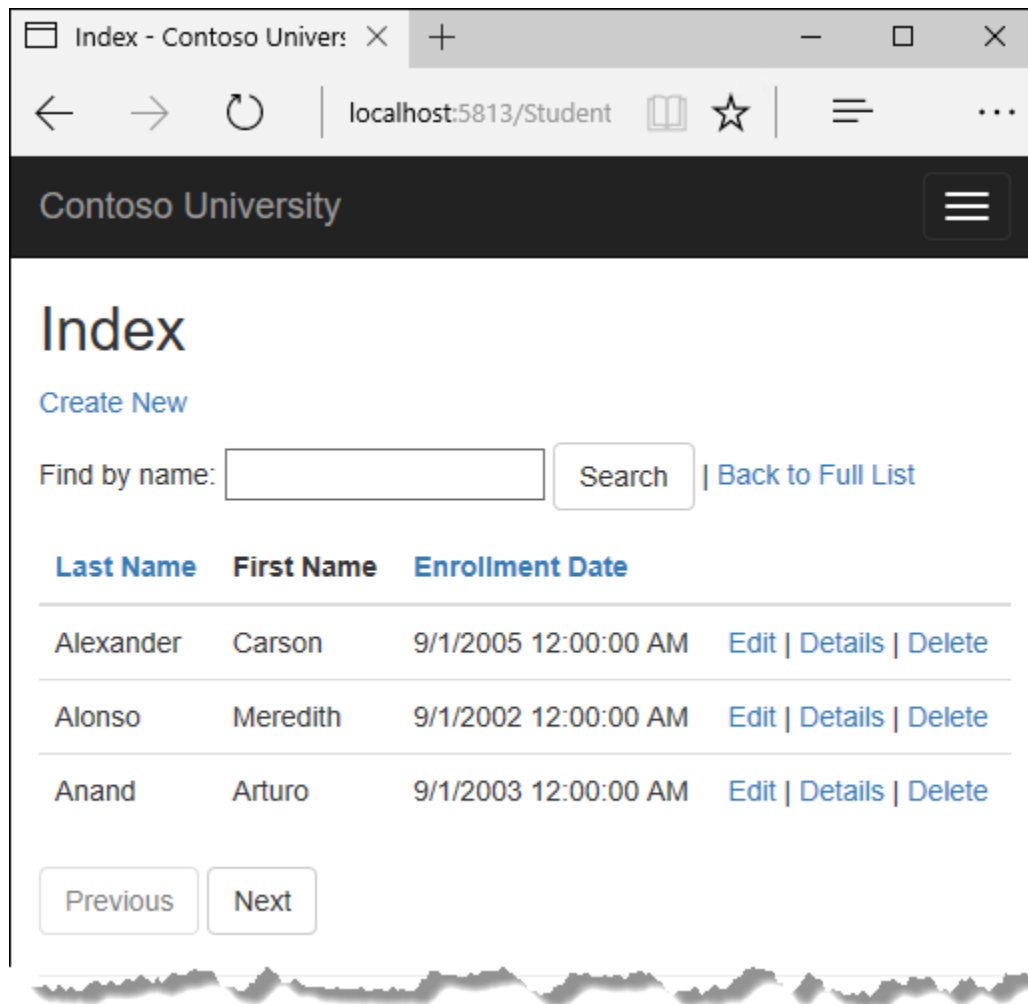 Index - Contoso Univers
localhost:5813/Student
Contoso University
Index
Create New
Find by name: Search | Back to Full List
Last Name First Name Enrollment Date
Alexander Carson 9/1/2005 12:00:00 AM Edit | Details | Delete
Alonso Meredith 9/1/2002 12:00:00 AM Edit | Details | Delete
Anand Arturo 9/1/2003 12:00:00 AM Edit | Details | Delete
Previous Next